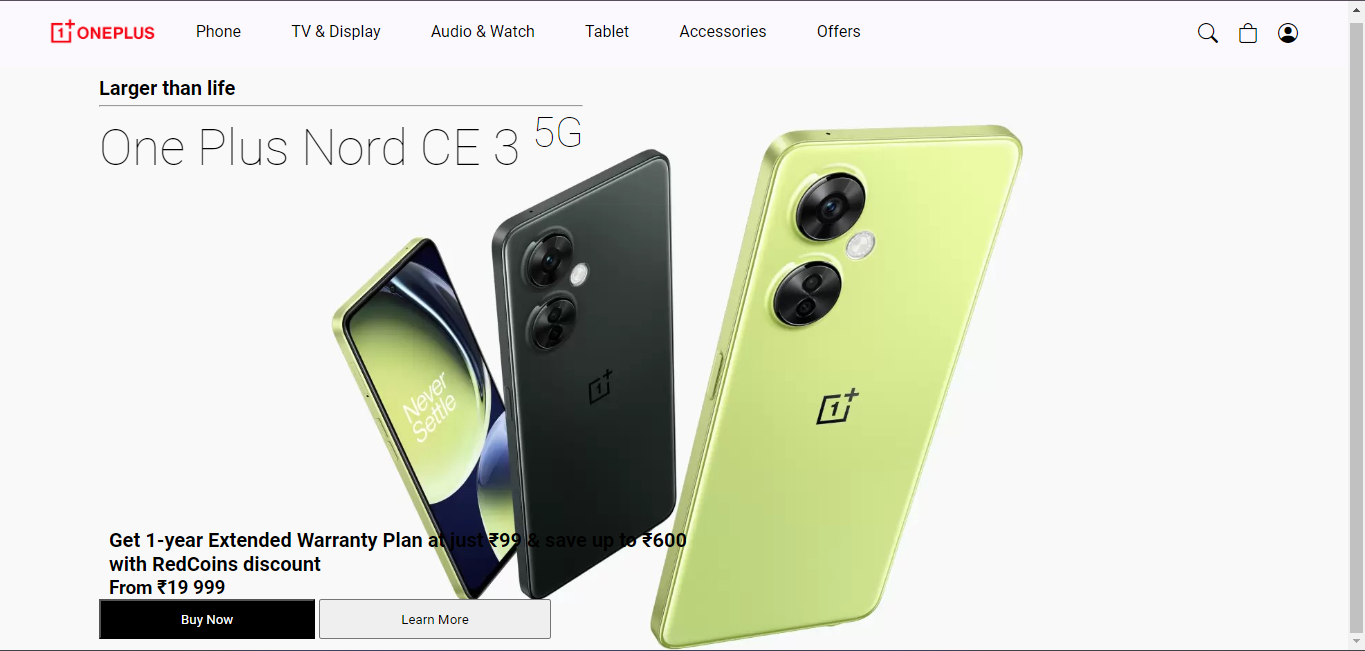 ONEPLUS
Phone TV & Display Audio & Watch Tablet Accessories Offers
Larger than life
One Plus Nord CE 3 5G
Never
Settle
Get 1-year Extended Warranty Plan at just ₹99 & save up to ₹600
with RedCoins discount
From ₹19 999
Buy Now Learn More